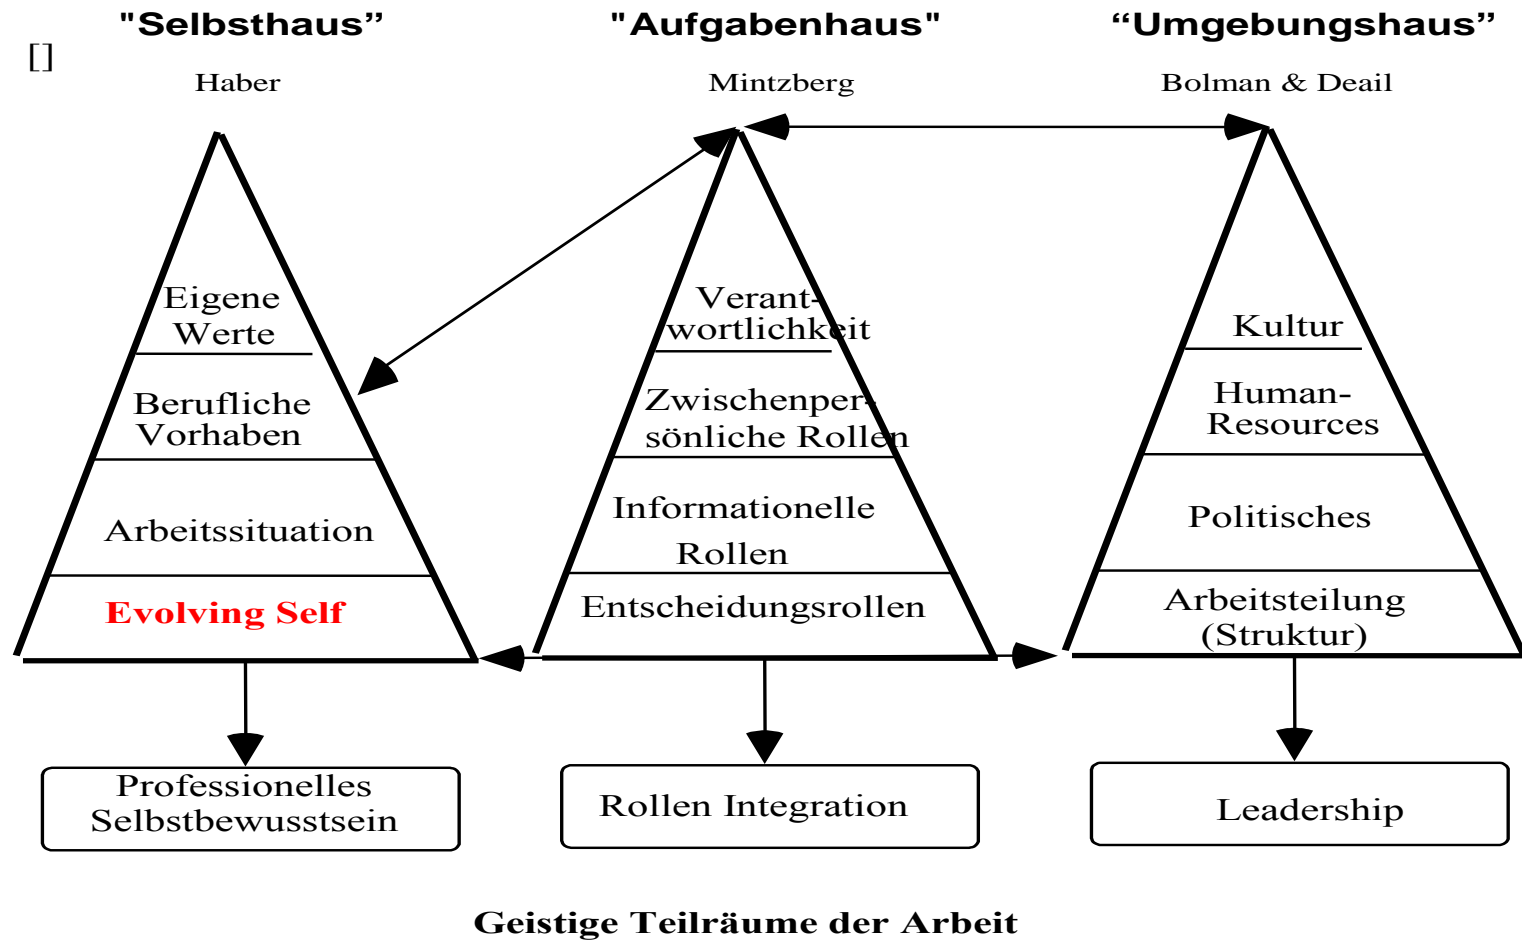 "Selbsthaus”
"Aufgabenhaus"
“Umgebungshaus”
[]
Haber
Mintzberg
Bolman & Deail
Eigene
Werte
Berufliche
Vorhaben
Arbeitssituation
Evolving Self
Professionelles
Selbstbewusstsein
Verant-
wortlichkeit
Zwischenper-
sönliche Rollen
Informationelle
Rollen
Entscheidungsrollen
Rollen Integration
Kultur
Human-
Resources
Politisches
Arbeitsteilung
(Struktur)
Leadership
Geistige Teilräume der Arbeit